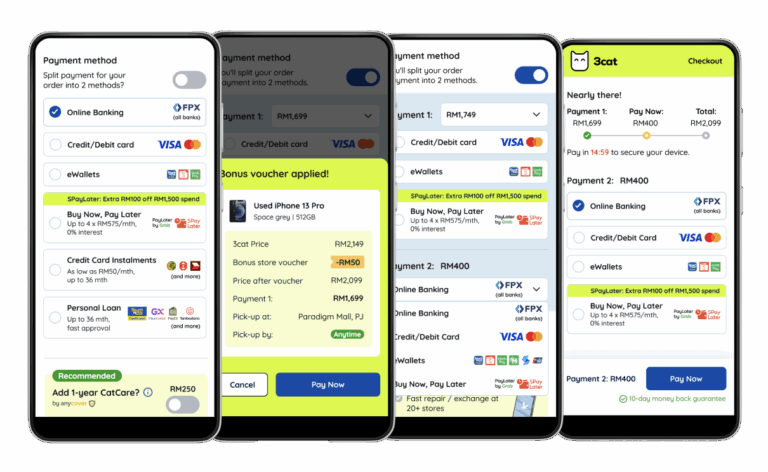 Payment method
Split payment for your
order into 2 methods?
Online Banking
FPX
(all banks)
Credit/Debit card
VISA
eWallets
SPayLater: Extra RM100 off RM1,500 spend
Buy Now, Pay Later
Up to 4 x RM575/mth,
0% interest
PayLater
by Grab
SPay
Later
Credit Card Instalments
As low as RM50/mth,
up to 36 mth
(and more)
Personal Loan
Up to 36 mth,
fast approval
(and more)
Recommended
Add 1-year CatCare?
RM250
ayment method
u'll split your order
ayment into 2 methods.
yment 1:
RM1,699
Credit/Debit card
VISA
onus voucher applied!
Used iPhone 13 Pro
Space grey | 512GB
3cat Price
RM2,149
Bonus store voucher
-RM50
Price after voucher
RM2,099
Payment 1:
RM1,699
Pick-up at:
Paradigm Mall, PJ
Pick-up by:
Anytime
Cancel
Pay Now
ayment method
u'll split your order
ayment into 2 methods.
ayment 1:
RM1,749
Credit/Debit card
VISA
eWallets
SPayLater: Extra RM100 off RM1,500 spend
Buy Now, Pay Later
Up to 4 x RM575/mth,
0% interest
PayLater
by Grab
SPay
Later
ayment 2: RM400
nline Banking
FPX
(all banks)
nline Banking
FPX
(all banks)
redit/Debit card
VISA
Wallets
uy Now, Pay Later
PayLater
by Grab
SPay
Later
Fast repair / exchange at
20+ stores
3cat
Checkout
Nearly there!
Payment 1:
Pay Now:
Total:
RM1,699
RM400
RM2,099
Pay in 14:59 to secure your device.
Payment 2: RM400
Online Banking
FPX
(all banks)
Credit/Debit Card
VISA
eWallets
SPayLater: Extra RM100 off RM1,500 spend
Buy Now, Pay Later
Up to 4 x RM575/mth,
0% interest
PayLater
by Grab
SPay
Later
Payment 2: RM400
Pay Now
10-day money back guarantee